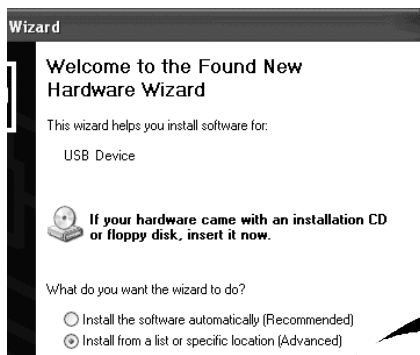 Wizard
Welcome to the Found New
Hardware Wizard
This wizard helps you install software for:
USB Device
If your hardware came with an installation CD
or floppy disk, insert it now.
What do you want the wizard to do?
Install the software automatically (Recommended)
Install from a list or specific location (Advanced)